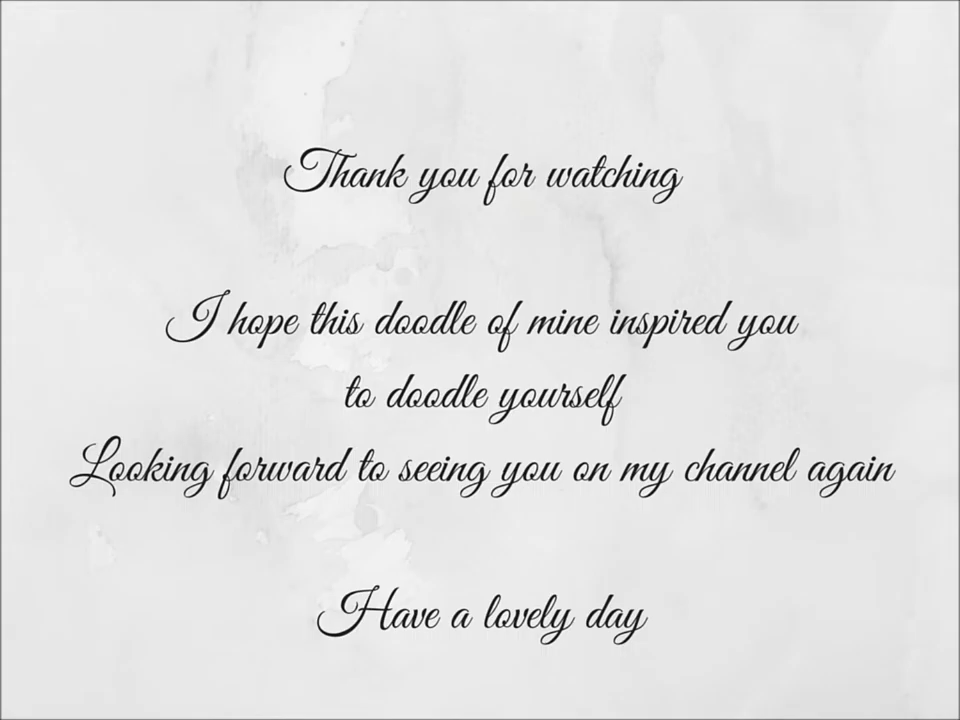 Thank you for watching
I hope this doodle of mine inspired you
to doodle yourself
Looking forward to seeing you on my channel again
Have a lovely day